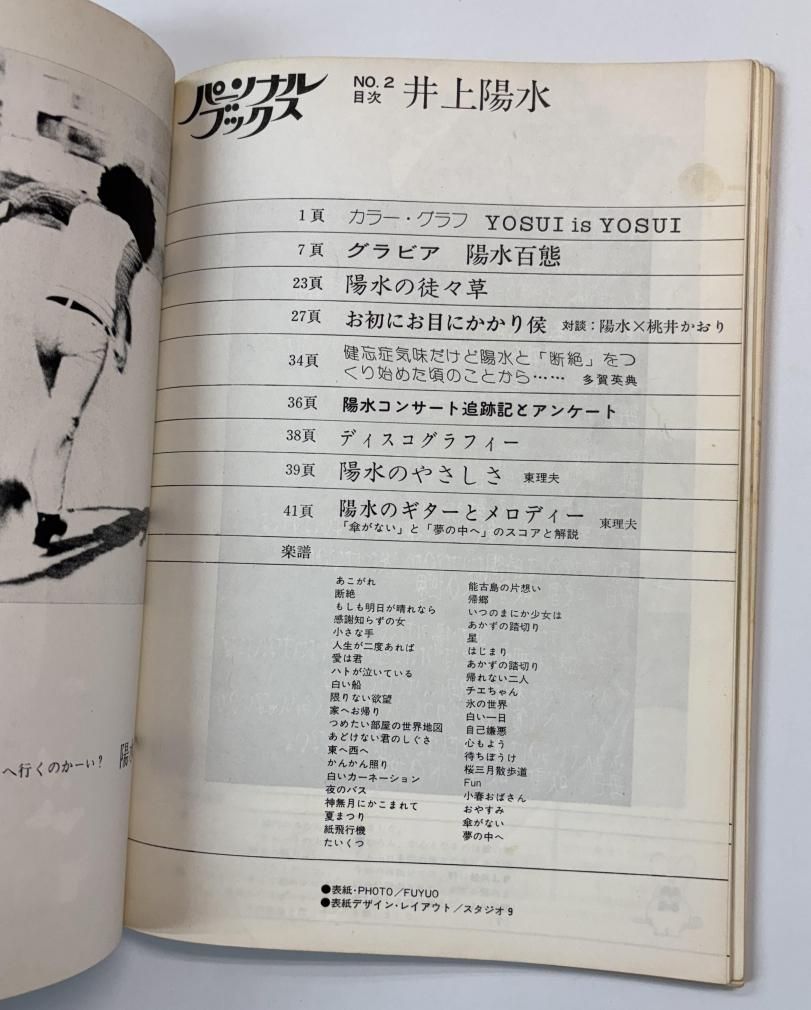 へ行くのかーい?
パーソナル
ブックス
NO.2
目次
井上陽水
1頁 カラー・グラフ YOSUI is YOSUI
7頁 グラビア 陽水百態
23頁 陽水の徒々草
27頁 お初にお目にかかり侯 対談:陽水×桃井かおり
34頁 健忘症気味だけど陽水と「断絶」をつ
くり始めた頃のことから…… 多賀英典
36頁 陽水コンサート追跡記とアンケート
38頁 ディスコグラフィー
39頁 陽水のやさしさ 東理夫
41頁 陽水のギターとメロディー 東理夫
「傘がない」と「夢の中へ」のスコアと解説
楽譜
あこがれ
断絶
もしも明日が晴れなら
感謝知らずの女
小さな手
人生が二度あれば
愛は君
ハトが泣いている
白い船
限りない欲望
家へお帰り
つめたい部屋の世界地図
あどけない君のしぐさ
東へ西へ
かんかん照り
白いカーネーション
夜のバス
神無月にかこまれて
夏まつり
紙飛行機
たいくつ
能古島の片想い
帰郷
いつのまにか少女は
あかずの踏切り
星
はじまり
あかずの踏切り
帰れない二人
チエちゃん
氷の世界
白い一日
自己嫌悪
心もよう
待ちぼうけ
桜三月散歩道
Fun
小春おばさん
おやすみ
傘がない
夢の中へ
●表紙・PHOTO/FUYUO
●表紙デザイン・レイアウト/スタジオ9